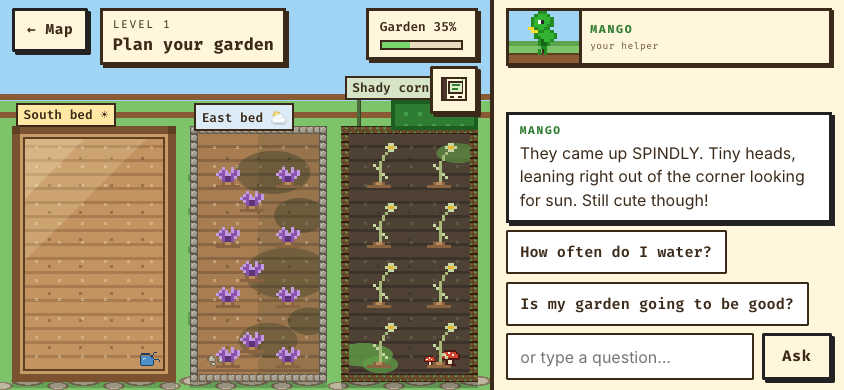 ← Map
LEVEL 1
Plan your garden
Garden 35%
South bed ☀
East bed ⛅
Shady corn
MANGO
your helper
MANGO
They came up SPINDLY. Tiny heads,
leaning right out of the corner looking
for sun. Still cute though!
How often do I water?
Is my garden going to be good?
or type a question...
Ask